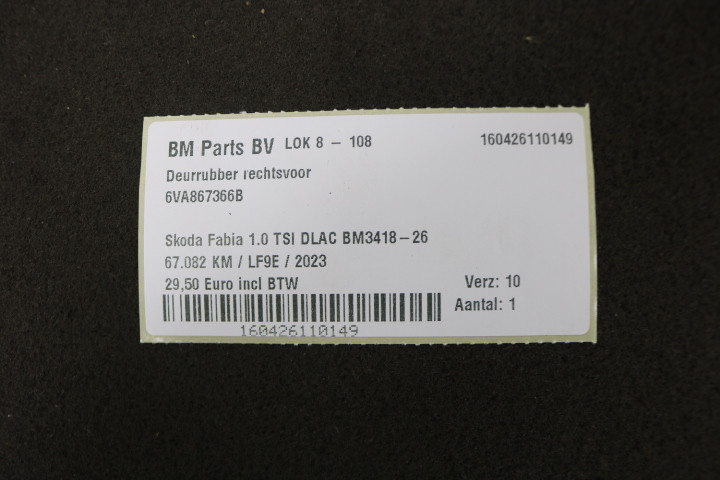 BM Parts BV LOK 8 - 108 160426110149
Deurrubber rechtsvoor
6VA867366B
Skoda Fabia 1.0 TSI DLAC BM3418-26
67.082 KM / LF9E / 2023
29,50 Euro incl BTW Verz: 10
Aantal: 1
160426110149